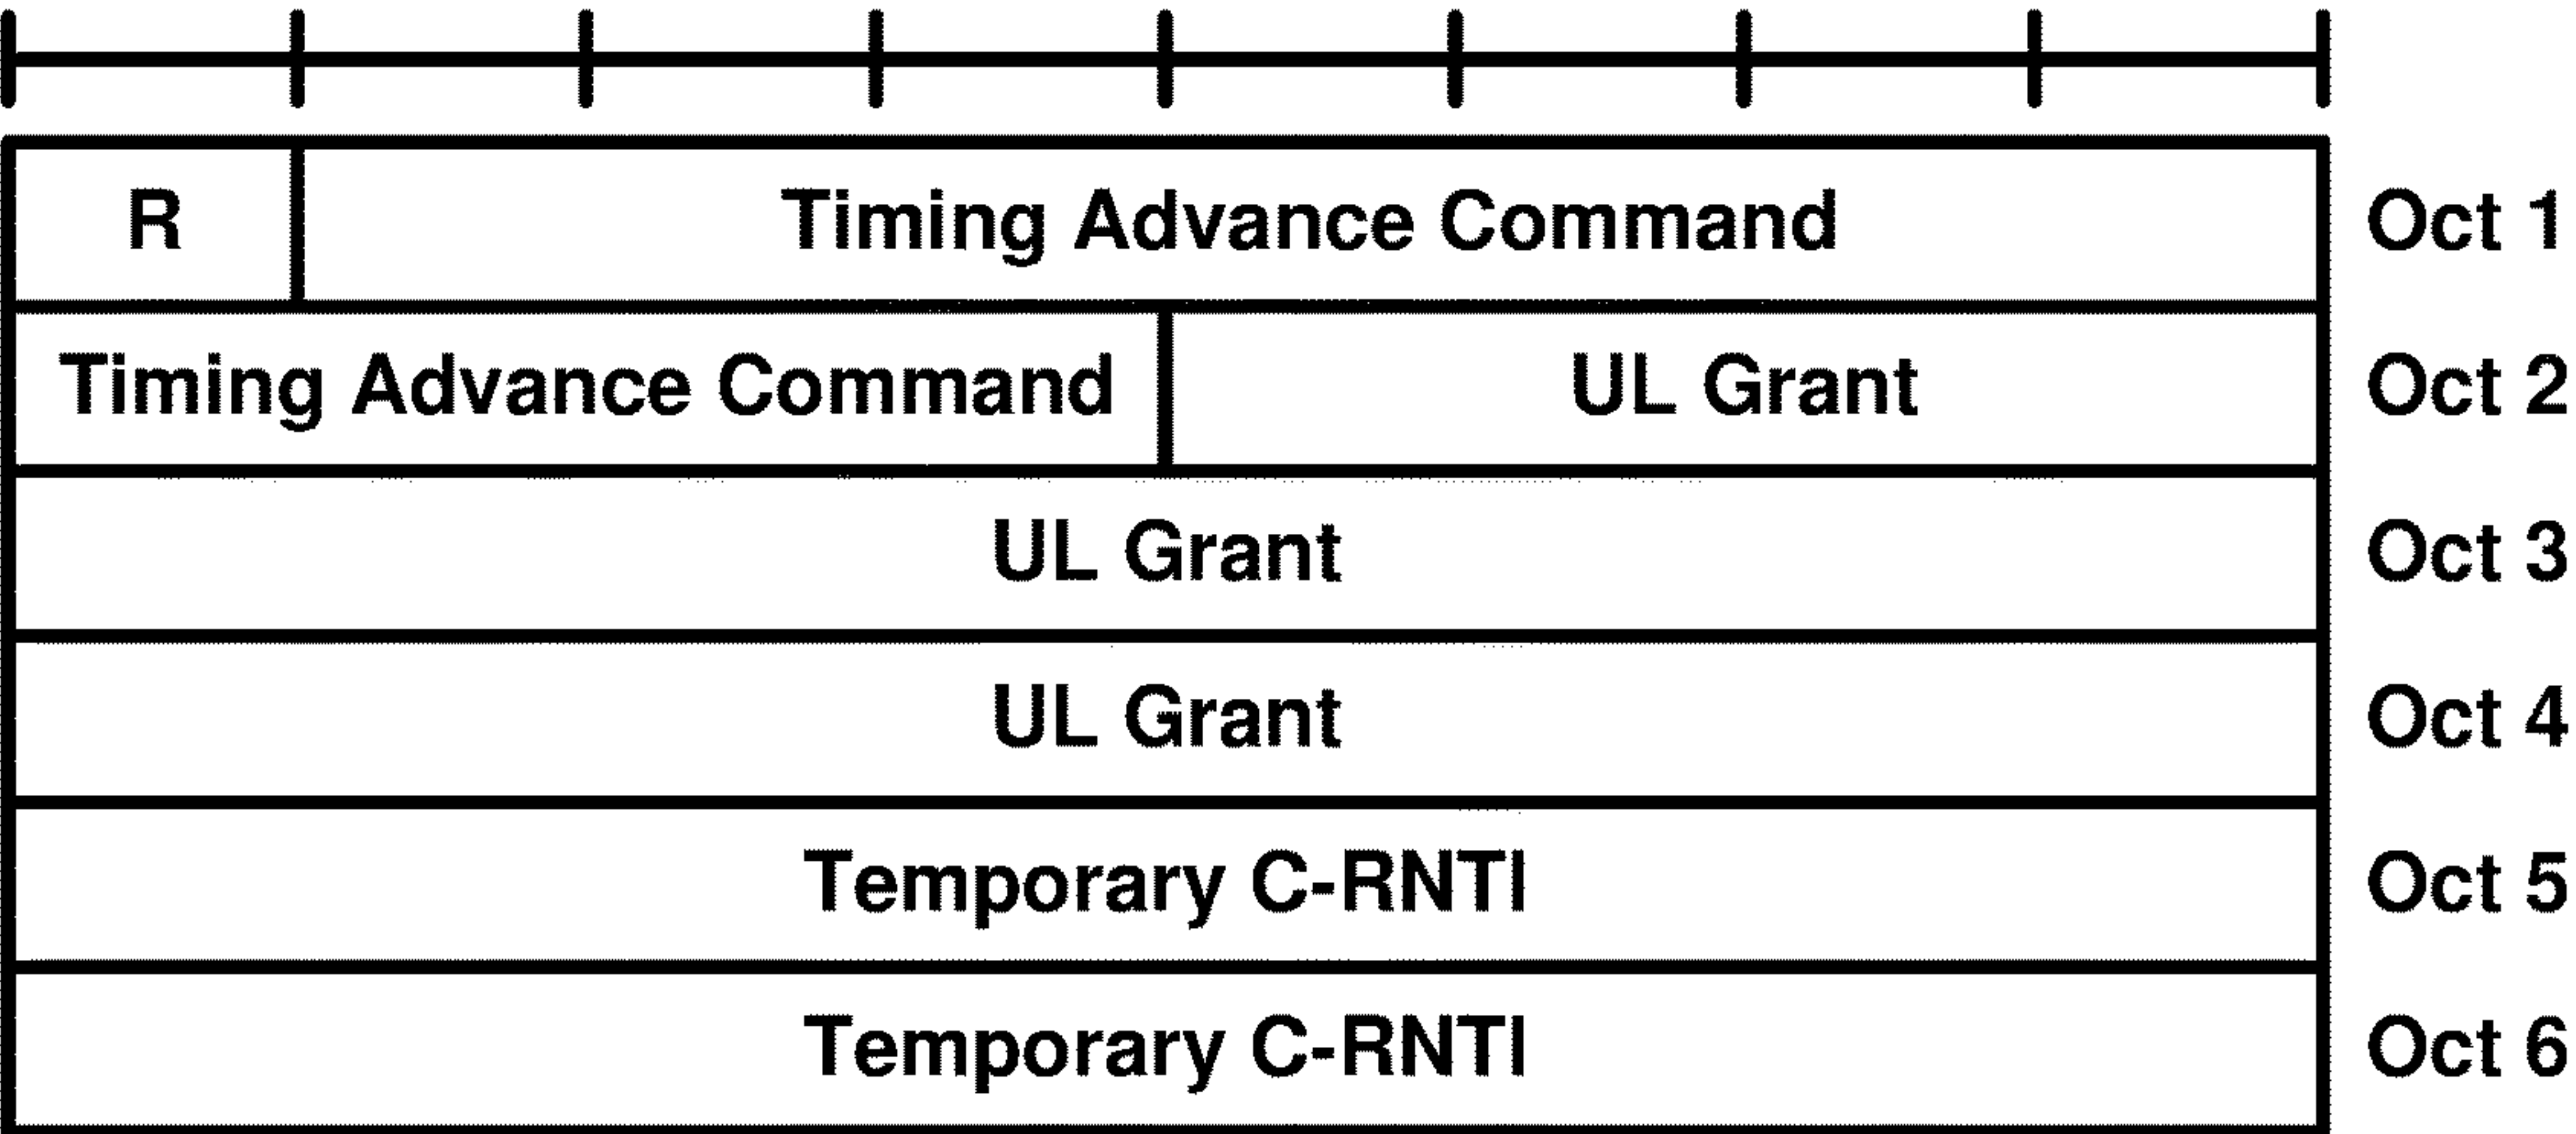 R Timing Advance Command Oct 1
Timing Advance Command UL Grant Oct 2
UL Grant Oct 3
UL Grant Oct 4
Temporary C-RNTI Oct 5
Temporary C-RNTI Oct 6